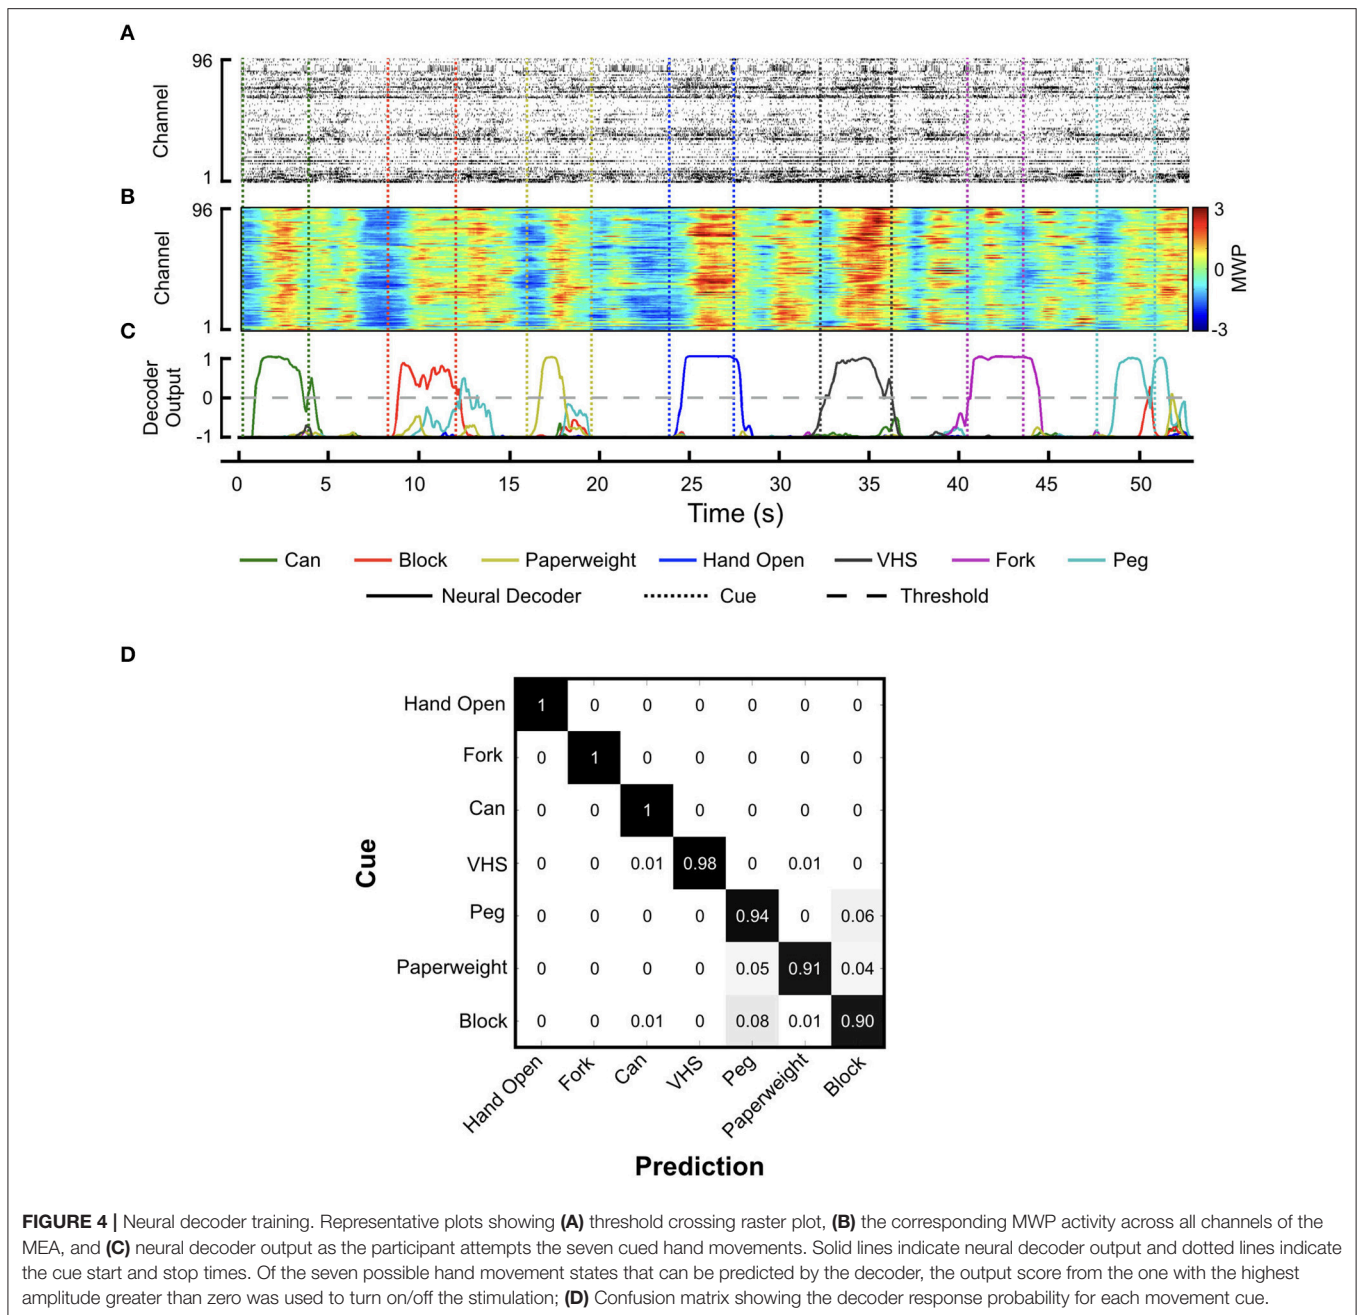 A
96
Channel
1
B
96
Channel
1
3
0
-3
MWP
C
1
0
-1
Decoder
Output
0 5 10 15 20 25 30 35 40 45 50
Time (s)
Can Block Paperweight Hand Open VHS Fork Peg
Neural Decoder Cue Threshold
D
Cue
Hand Open 1 0 0 0 0 0 0
Fork 0 1 0 0 0 0 0
Can 0 0 1 0 0 0 0
VHS 0 0 0.01 0.98 0 0.01 0
Peg 0 0 0 0 0.94 0 0.06
Paperweight 0 0 0 0 0.05 0.91 0.04
Block 0 0 0.01 0 0.08 0.01 0.90
Hand Open Fork Can VHS Peg Paperweight Block
Prediction
FIGURE 4 | Neural decoder training. Representative plots showing (A) threshold crossing raster plot, (B) the corresponding MWP activity across all channels of the
MEA, and (C) neural decoder output as the participant attempts the seven cued hand movements. Solid lines indicate neural decoder output and dotted lines indicate
the cue start and stop times. Of the seven possible hand movement states that can be predicted by the decoder, the output score from the one with the highest
amplitude greater than zero was used to turn on/off the stimulation; (D) Confusion matrix showing the decoder response probability for each movement cue.